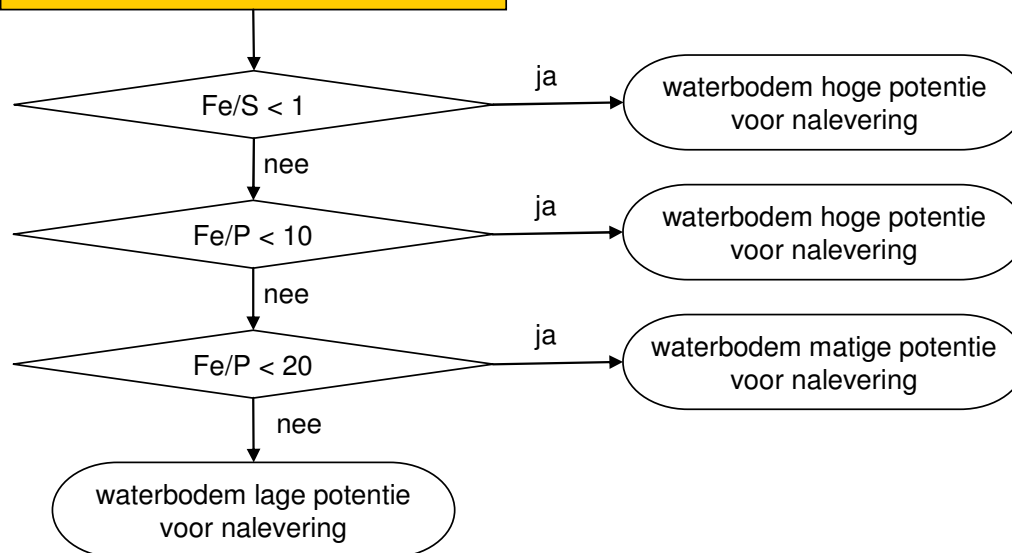 Fe/S < 1
ja
waterbodem hoge potentie
voor nalevering
nee
Fe/P < 10
ja
waterbodem hoge potentie
voor nalevering
nee
Fe/P < 20
ja
waterbodem matige potentie
voor nalevering
nee
waterbodem lage potentie
voor nalevering